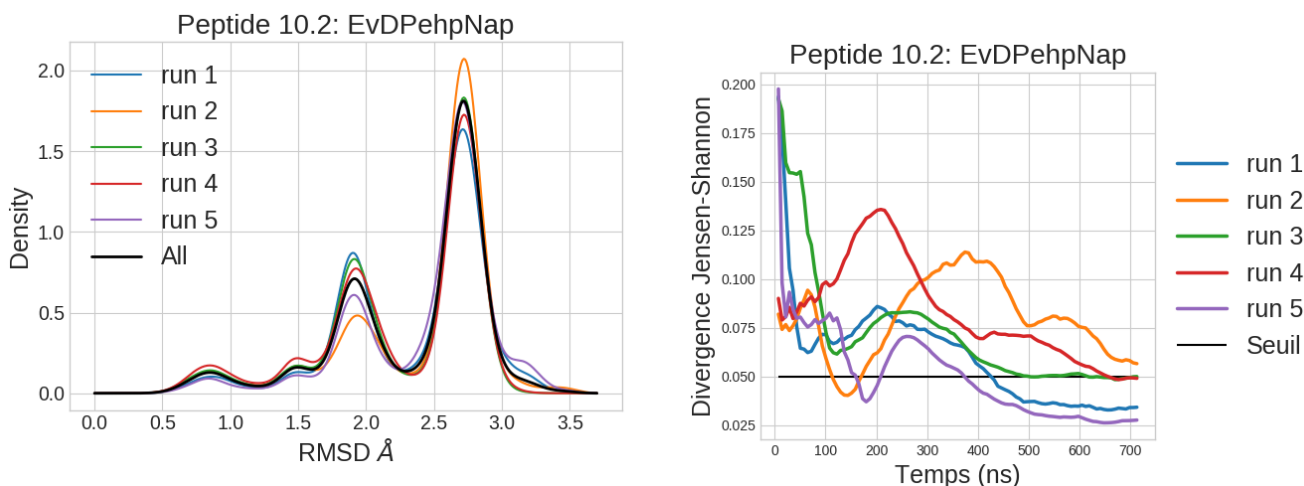 Peptide 10.2: EvDPehpNap
2.0
1.5
1.0
0.5
0.0
Density
run 1
run 2
run 3
run 4
run 5
All
0.0 0.5 1.0 1.5 2.0 2.5 3.0 3.5
RMSD Å
Peptide 10.2: EvDPehpNap
0.200
0.175
0.150
0.125
0.100
0.075
0.050
0.025
Divergence Jensen-Shannon
0 100 200 300 400 500 600 700
Temps (ns)
run 1
run 2
run 3
run 4
run 5
Seuil